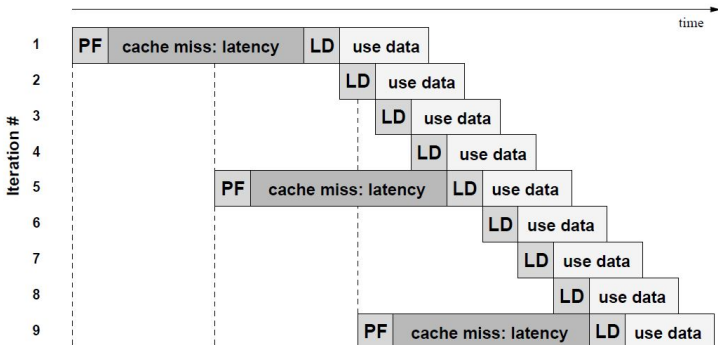 time
1 PF cache miss: latency LD use data
2 LD use data
3 LD use data
4 LD use data
5 PF cache miss: latency LD use data
6 LD use data
7 LD use data
8 LD use data
9 PF cache miss: latency LD use data
Iteration #